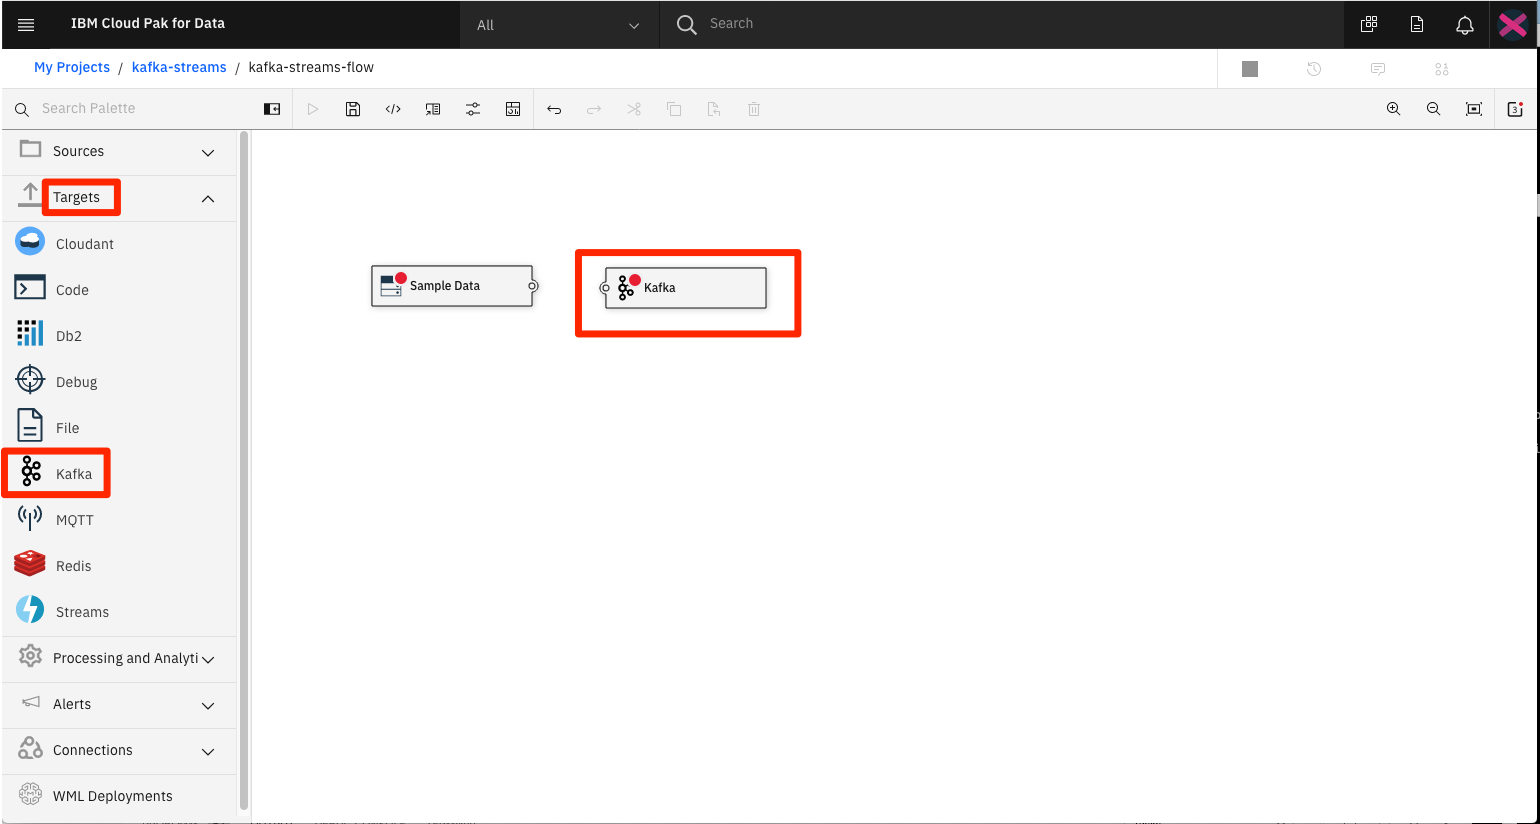 IBM Cloud Pak for Data
All
Search
My Projects / kafka-streams / kafka-streams-flow
Search Palette
3
Sources
Targets
Cloudant
Code
Db2
Debug
File
Kafka
MQTT
Redis
Streams
Processing and Analyti
Alerts
Connections
WML Deployments
Sample Data
Kafka